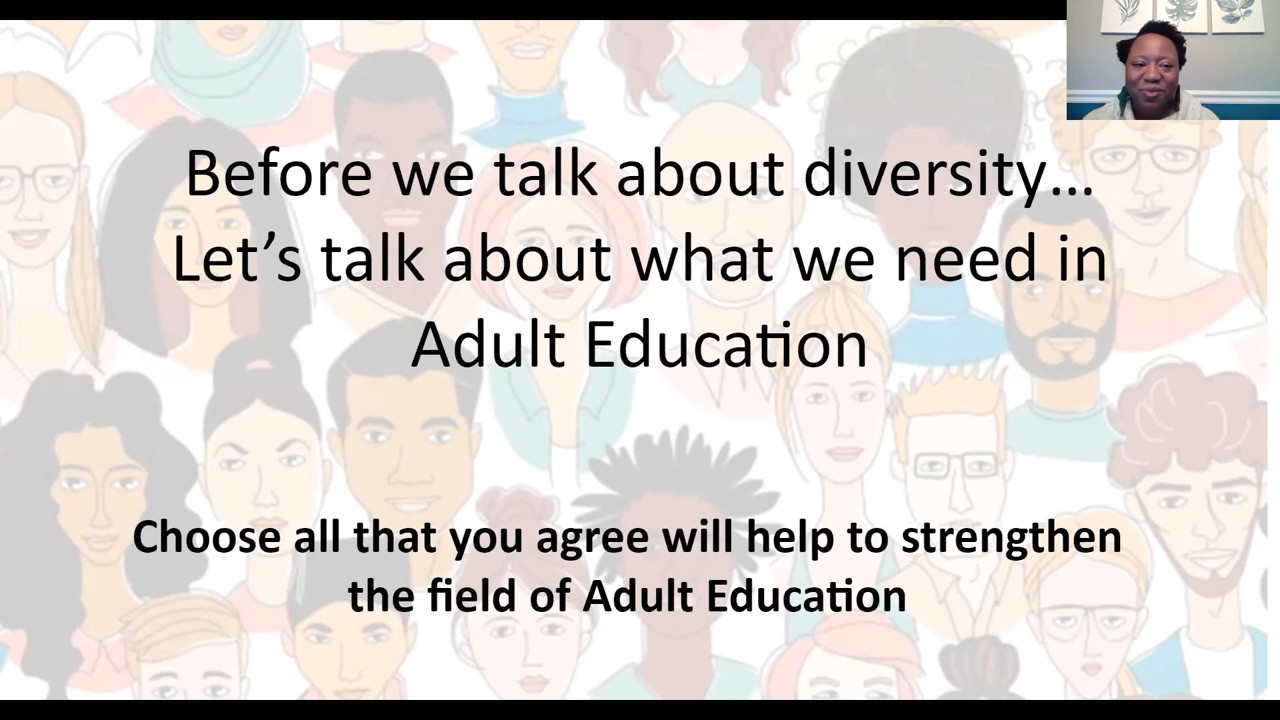 Before we talk about diversity…
Let’s talk about what we need in
Adult Education
Choose all that you agree will help to strengthen
the field of Adult Education